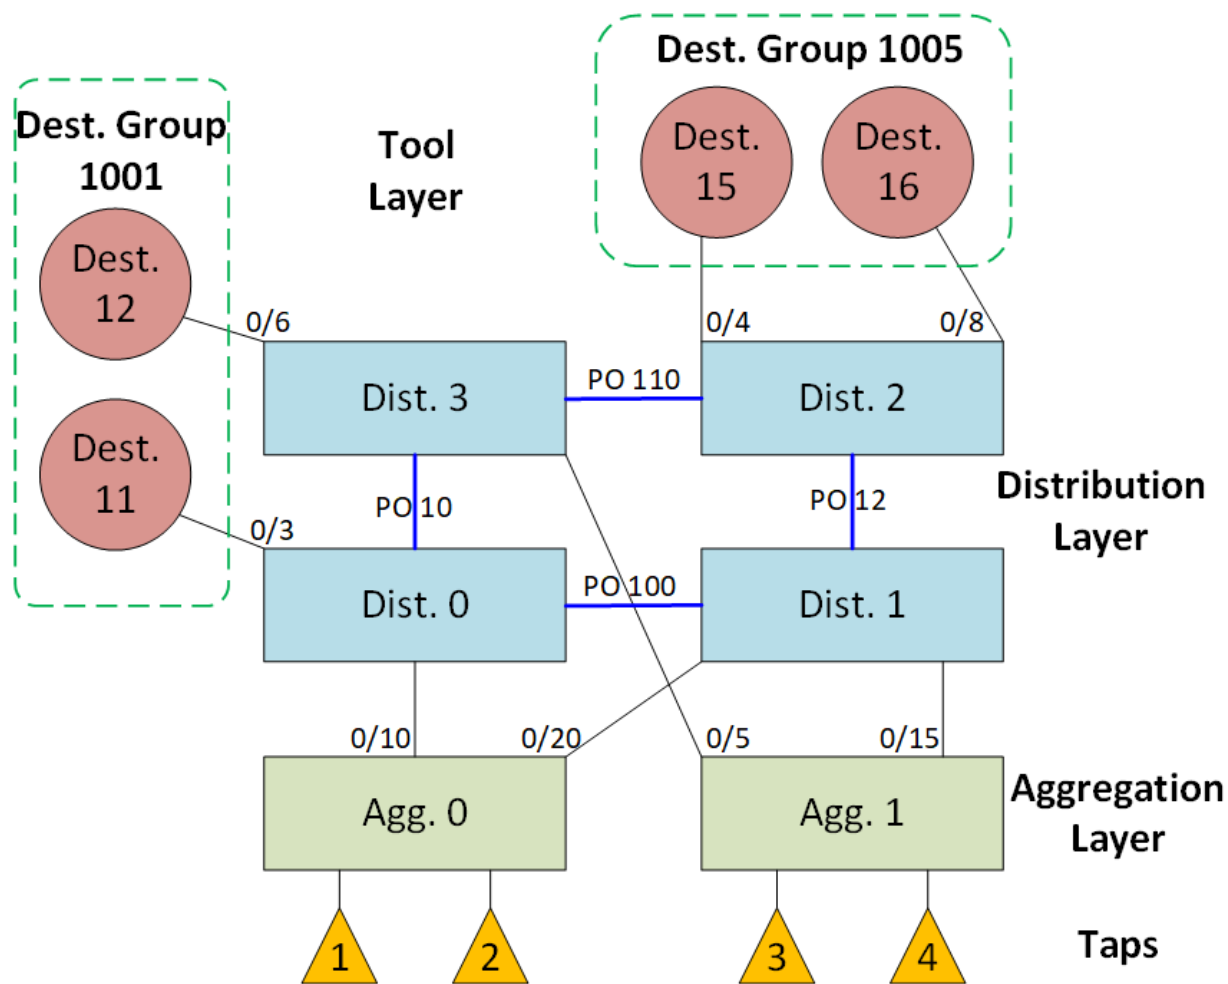 Dest. Group 1005
Dest. Group
1001
Tool
Layer
Dest.
15
Dest.
16
Dest.
12
0/6
0/4
0/8
Dist. 3
PO 110
Dist. 2
Dest.
11
PO 10
PO 12
Distribution
Layer
0/3
Dist. 0
PO 100
Dist. 1
0/10
0/20
0/5
0/15
Agg. 0
Agg. 1
Aggregation
Layer
1
2
3
4
Taps